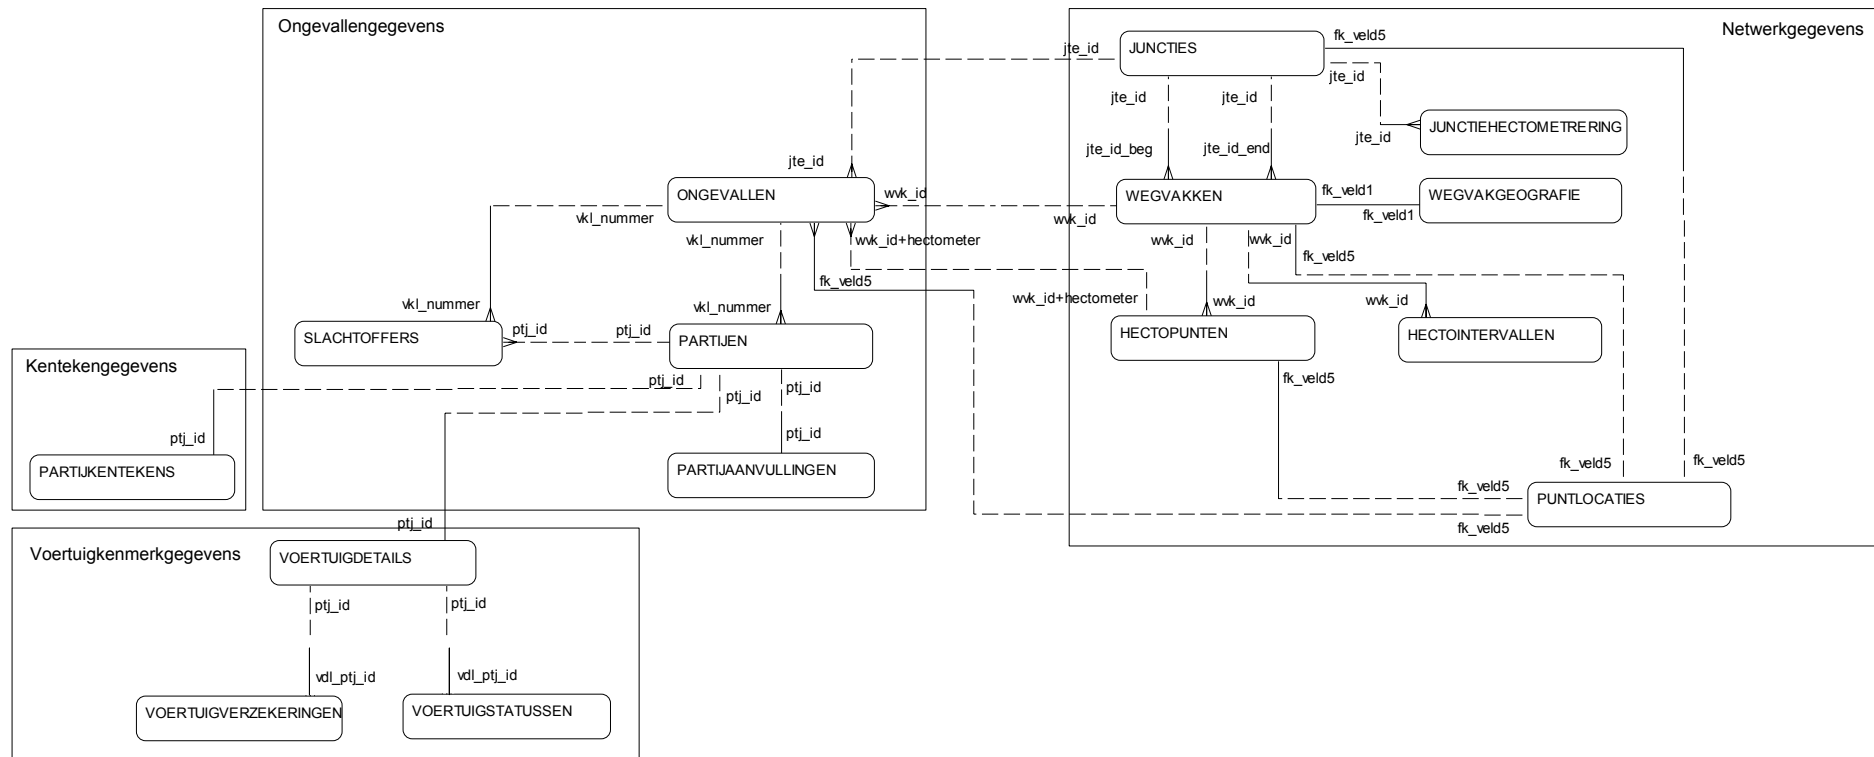 Ongevallengegevens
Netwerkgegevens
JUNCTIES
fk_veld5
jte_id
jte_id
jte_id
jte_id
JUNCTIEHECTOMETRERING
jte_id
jte_id_beg
jte_id_end
jte_id
ONGEVALLEN
wvk_id
WEGVAKKEN
fk_veld1
WEGVAKGEOGRAFIE
vkl_nummer
wvk_id
fk_veld1
vkl_nummer
wvk_id+hectometer
wvk_id
wvk_id
fk_veld5
fk_veld5
wvk_id+hectometer
wvk_id
wvk_id
vkl_nummer
vkl_nummer
SLACHTOFFERS
ptj_id
ptj_id
PARTIJEN
HECTOPUNTEN
HECTOINTERVALLEN
Kentekengegevens
ptj_id
ptj_id
ptj_id
fk_veld5
ptj_id
ptj_id
PARTIJKENTEKENS
PARTIJAANVULLINGEN
fk_veld5
fk_veld5
fk_veld5
PUNTLOCATIES
fk_veld5
ptj_id
Voertuigkenmerkgegevens
VOERTUIGDETAILS
ptj_id
ptj_id
vdl_ptj_id
vdl_ptj_id
VOERTUIGVERZEKERINGEN
VOERTUIGSTATUSSEN